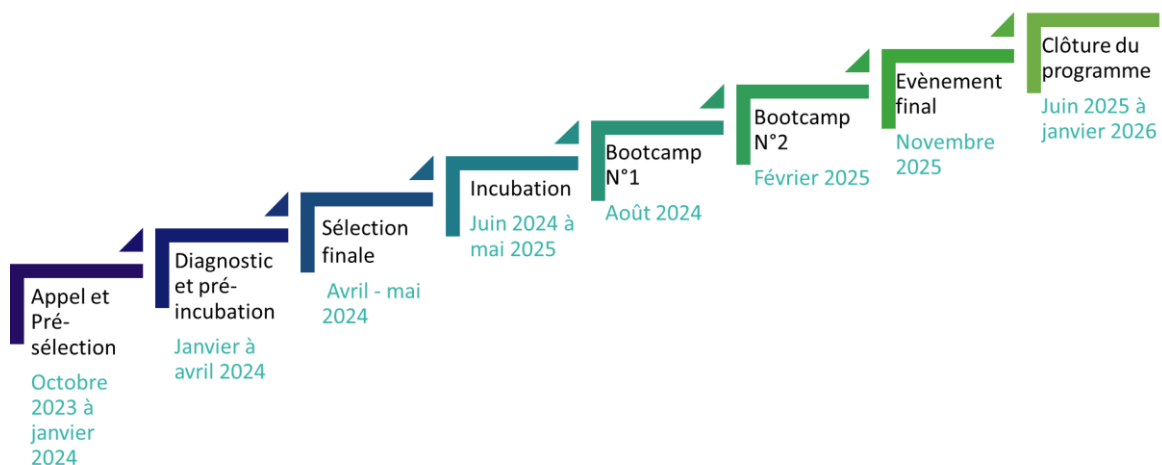 Appel et
Pré-
sélection
Octobre
2023 à
janvier
2024
Diagnostic
et pré-
incubation
Janvier à
avril 2024
Sélection
finale
Avril - mai
2024
Incubation
Juin 2024 à
mai 2025
Bootcamp
N°1
Août 2024
Bootcamp
N°2
Février 2025
Evènement
final
Novembre
2025
Clôture du
programme
Juin 2025 à
janvier 2026